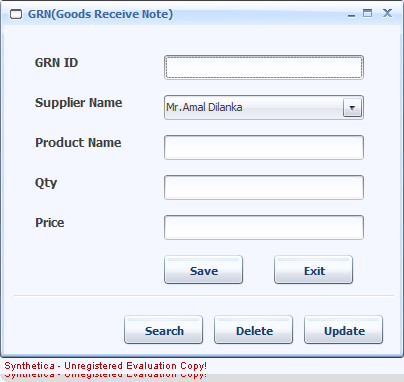 GRN(Goods Receive Note)
GRN ID
Supplier Name
Mr.Amal Dilanka
Product Name
Qty
Price
Save
Exit
Search
Delete
Update
Synthetica - Unregistered Evaluation Copy!
Synthetica - Unregistered Evaluation Copy!